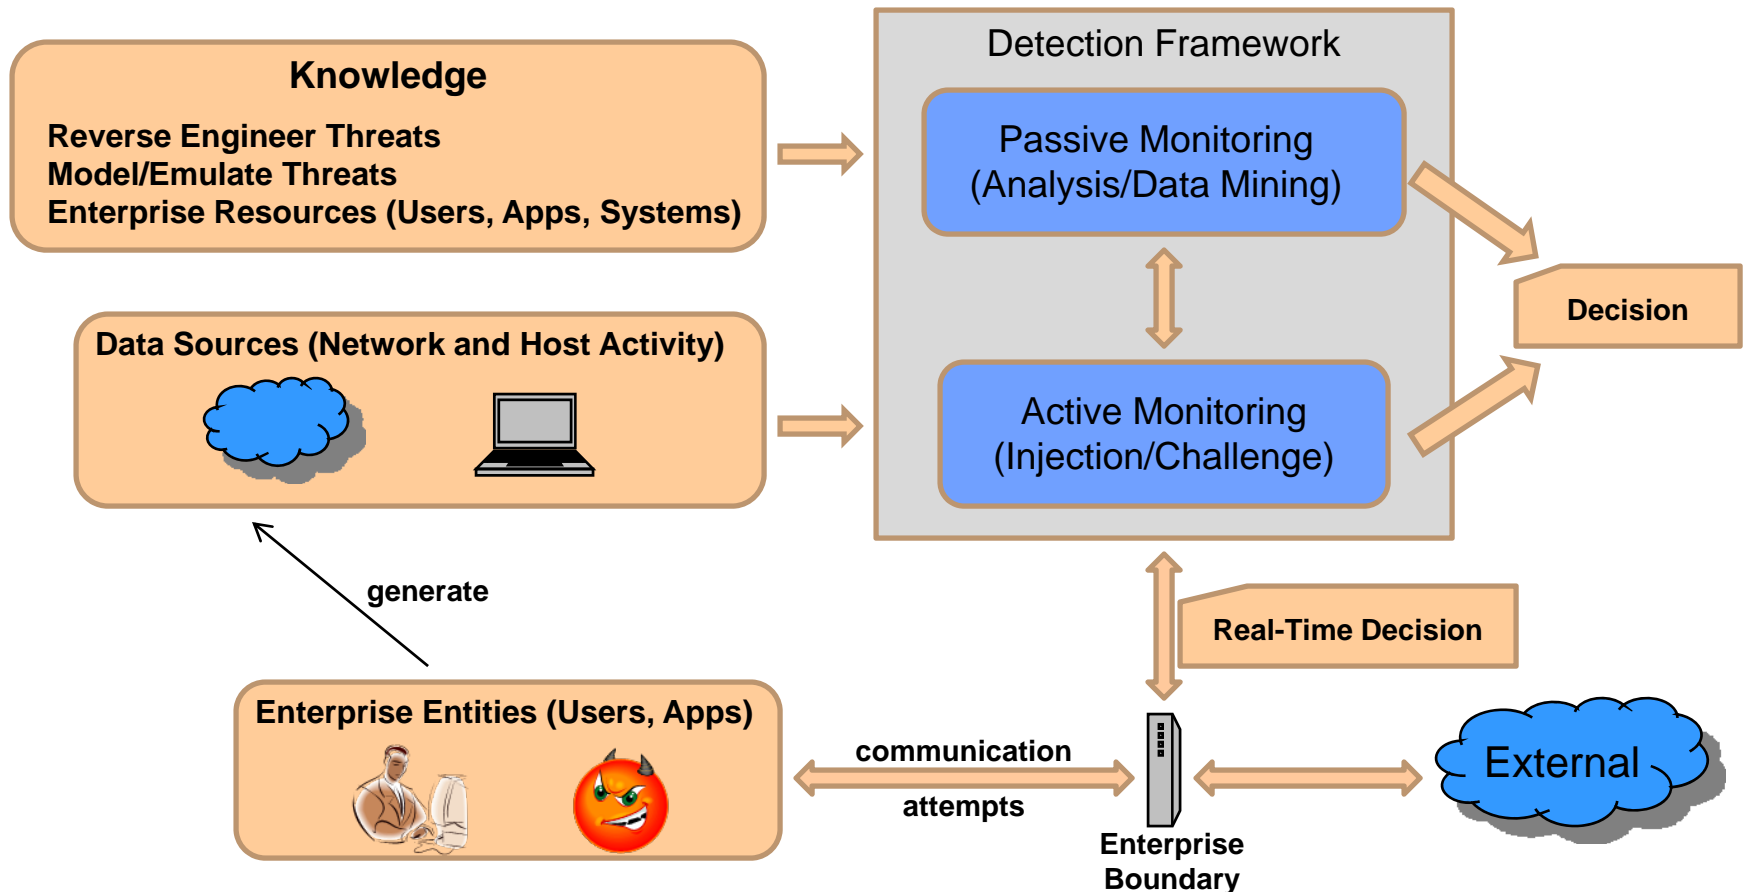 Knowledge
Reverse Engineer Threats
Model/Emulate Threats
Enterprise Resources (Users, Apps, Systems)
Detection Framework
Passive Monitoring
(Analysis/Data Mining)
Active Monitoring
(Injection/Challenge)
Decision
Data Sources (Network and Host Activity)
generate
Real-Time Decision
Enterprise Entities (Users, Apps)
communication
attempts
Enterprise
Boundary
External